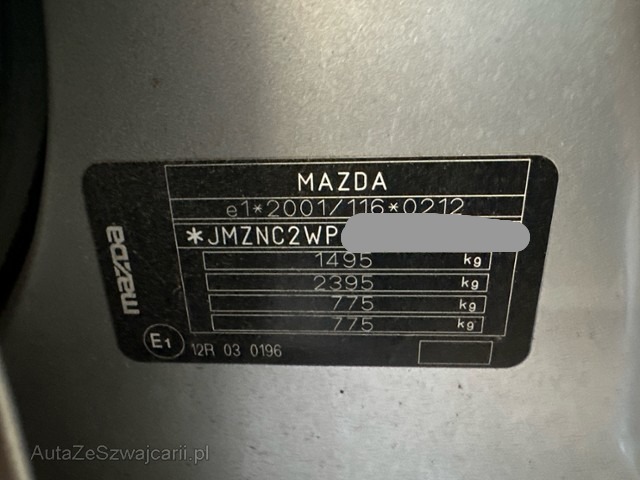 MAZDA
e1*2001/116*0212
*JMZNC2WP
1495 kg
2395 kg
775 kg
775 kg
mazda
E1
12R 03 0196
AutaZeSzwajcarii.pl